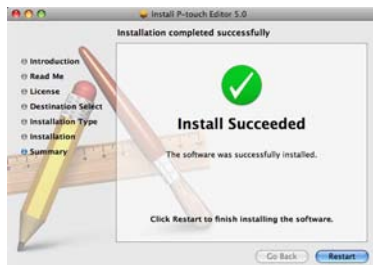 Install P-touch Editor 5.0
Installation completed successfully
Introduction
Read Me
License
Destination Select
Installation Type
Installation
Summary
Install Succeeded
The software was successfully installed.
Click Restart to finish installing the software.
Go Back
Restart